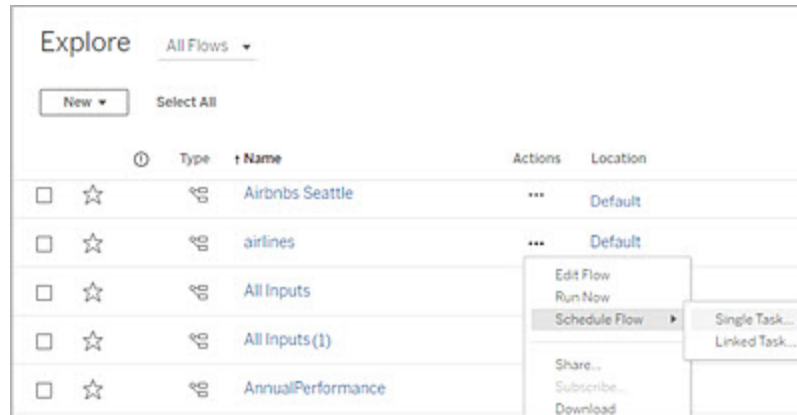 Explore All Flows
New Select All
Type ↑ Name Actions Location
Airbnbs Seattle ... Default
airlines ... Default
Edit Flow
All Inputs
Run Now
Schedule Flow Single Task...
All Inputs (1) Linked Task...
Share...
AnnualPerformance Subscribe...
Download